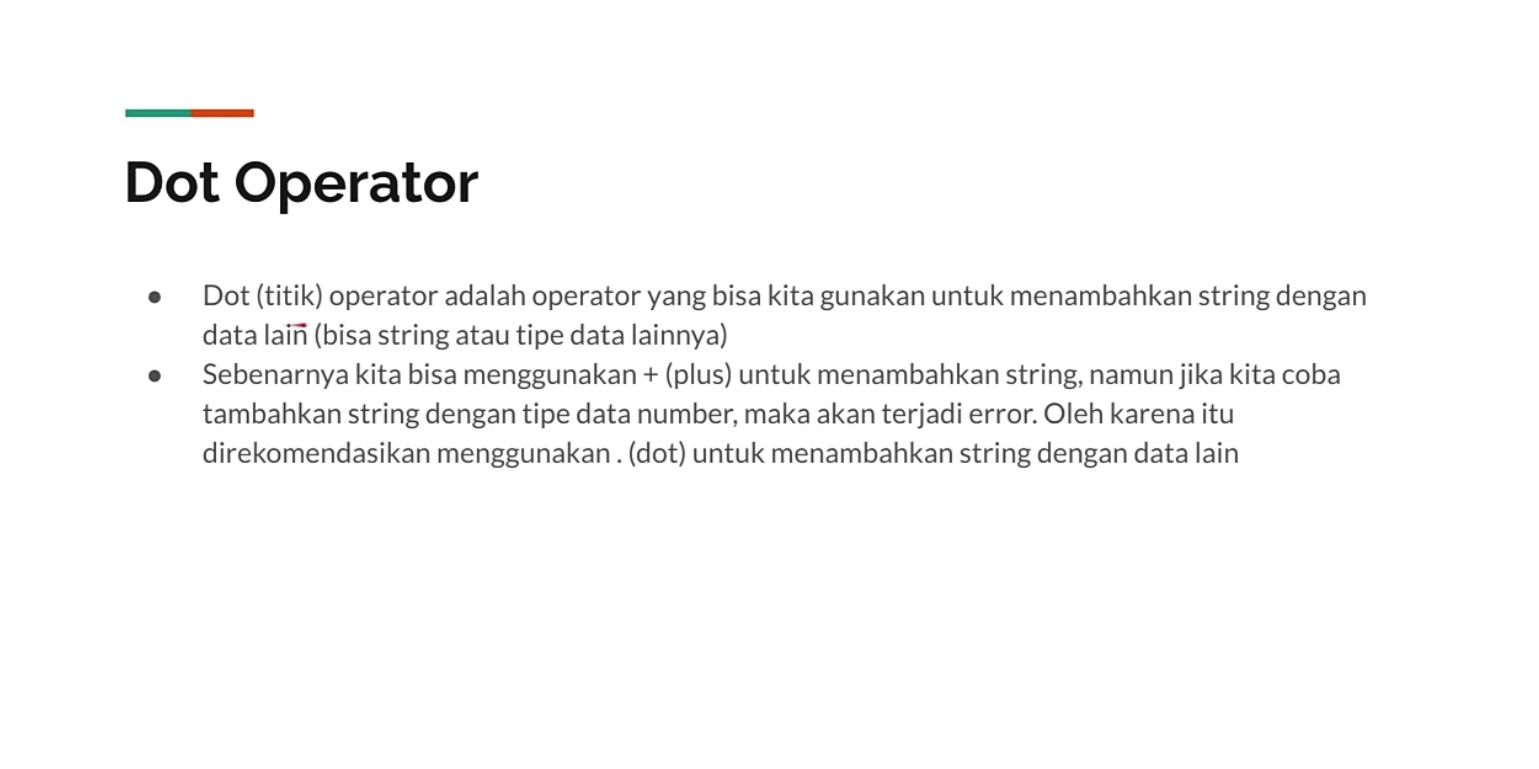 Dot Operator
● Dot (titik) operator adalah operator yang bisa kita gunakan untuk menambahkan string dengan
data lain (bisa string atau tipe data lainnya)
● Sebenarnya kita bisa menggunakan + (plus) untuk menambahkan string, namun jika kita coba
tambahkan string dengan tipe data number, maka akan terjadi error. Oleh karena itu
direkomendasikan menggunakan . (dot) untuk menambahkan string dengan data lain